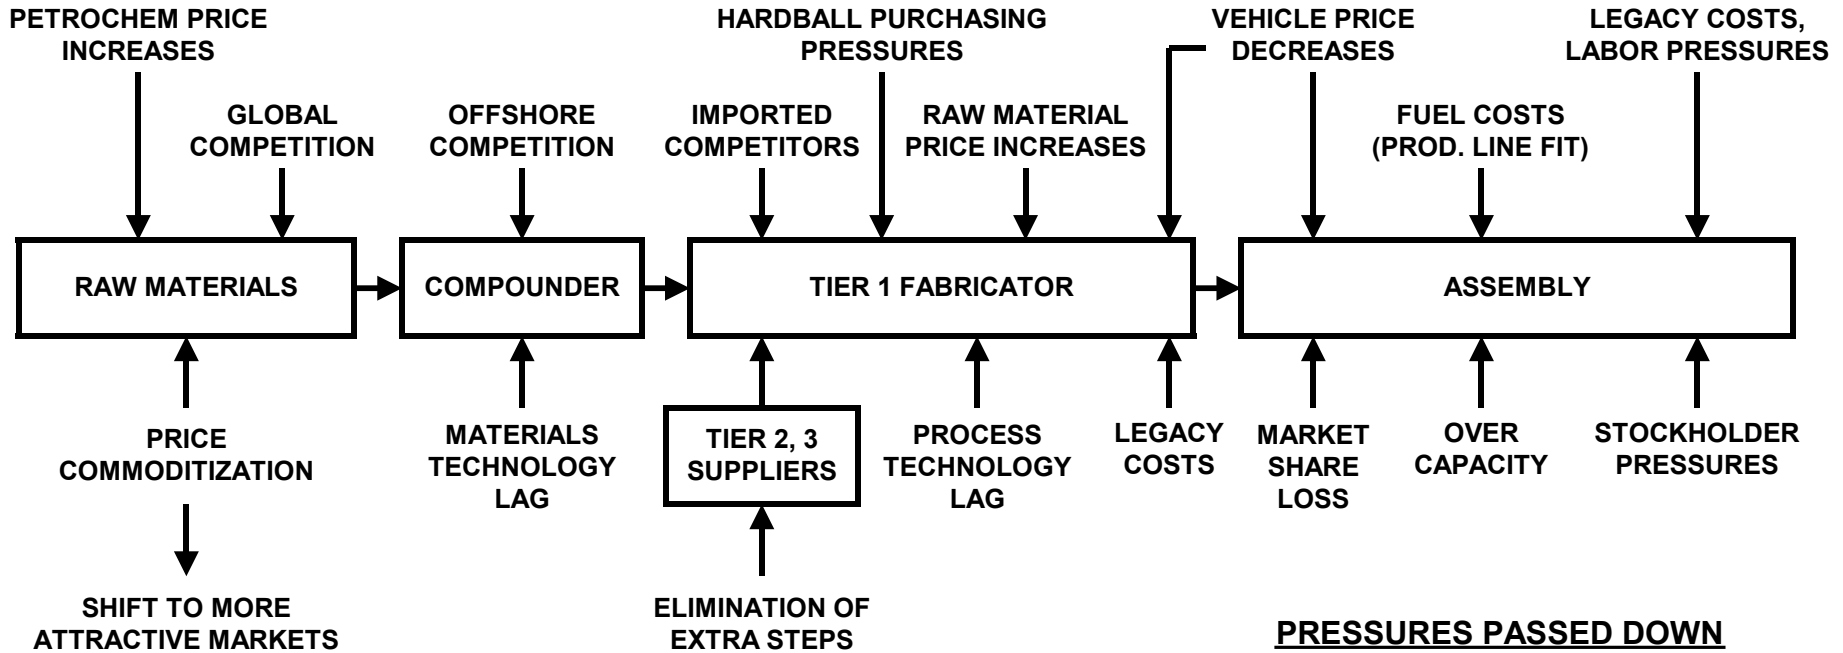 PETROCHEM PRICE
INCREASES
HARDBALL PURCHASING
PRESSURES
VEHICLE PRICE
DECREASES
LEGACY COSTS,
LABOR PRESSURES
GLOBAL
COMPETITION
OFFSHORE
COMPETITION
IMPORTED
COMPETITORS
RAW MATERIAL
PRICE INCREASES
FUEL COSTS
(PROD. LINE FIT)
RAW MATERIALS
COMPOUNDER
TIER 1 FABRICATOR
ASSEMBLY
PRICE
COMMODITIZATION
MATERIALS
TECHNOLOGY
LAG
TIER 2, 3
SUPPLIERS
PROCESS
TECHNOLOGY
LAG
LEGACY
COSTS
MARKET
SHARE
LOSS
OVER
CAPACITY
STOCKHOLDER
PRESSURES
SHIFT TO MORE
ATTRACTIVE MARKETS
ELIMINATION OF
EXTRA STEPS
PRESSURES PASSED DOWN